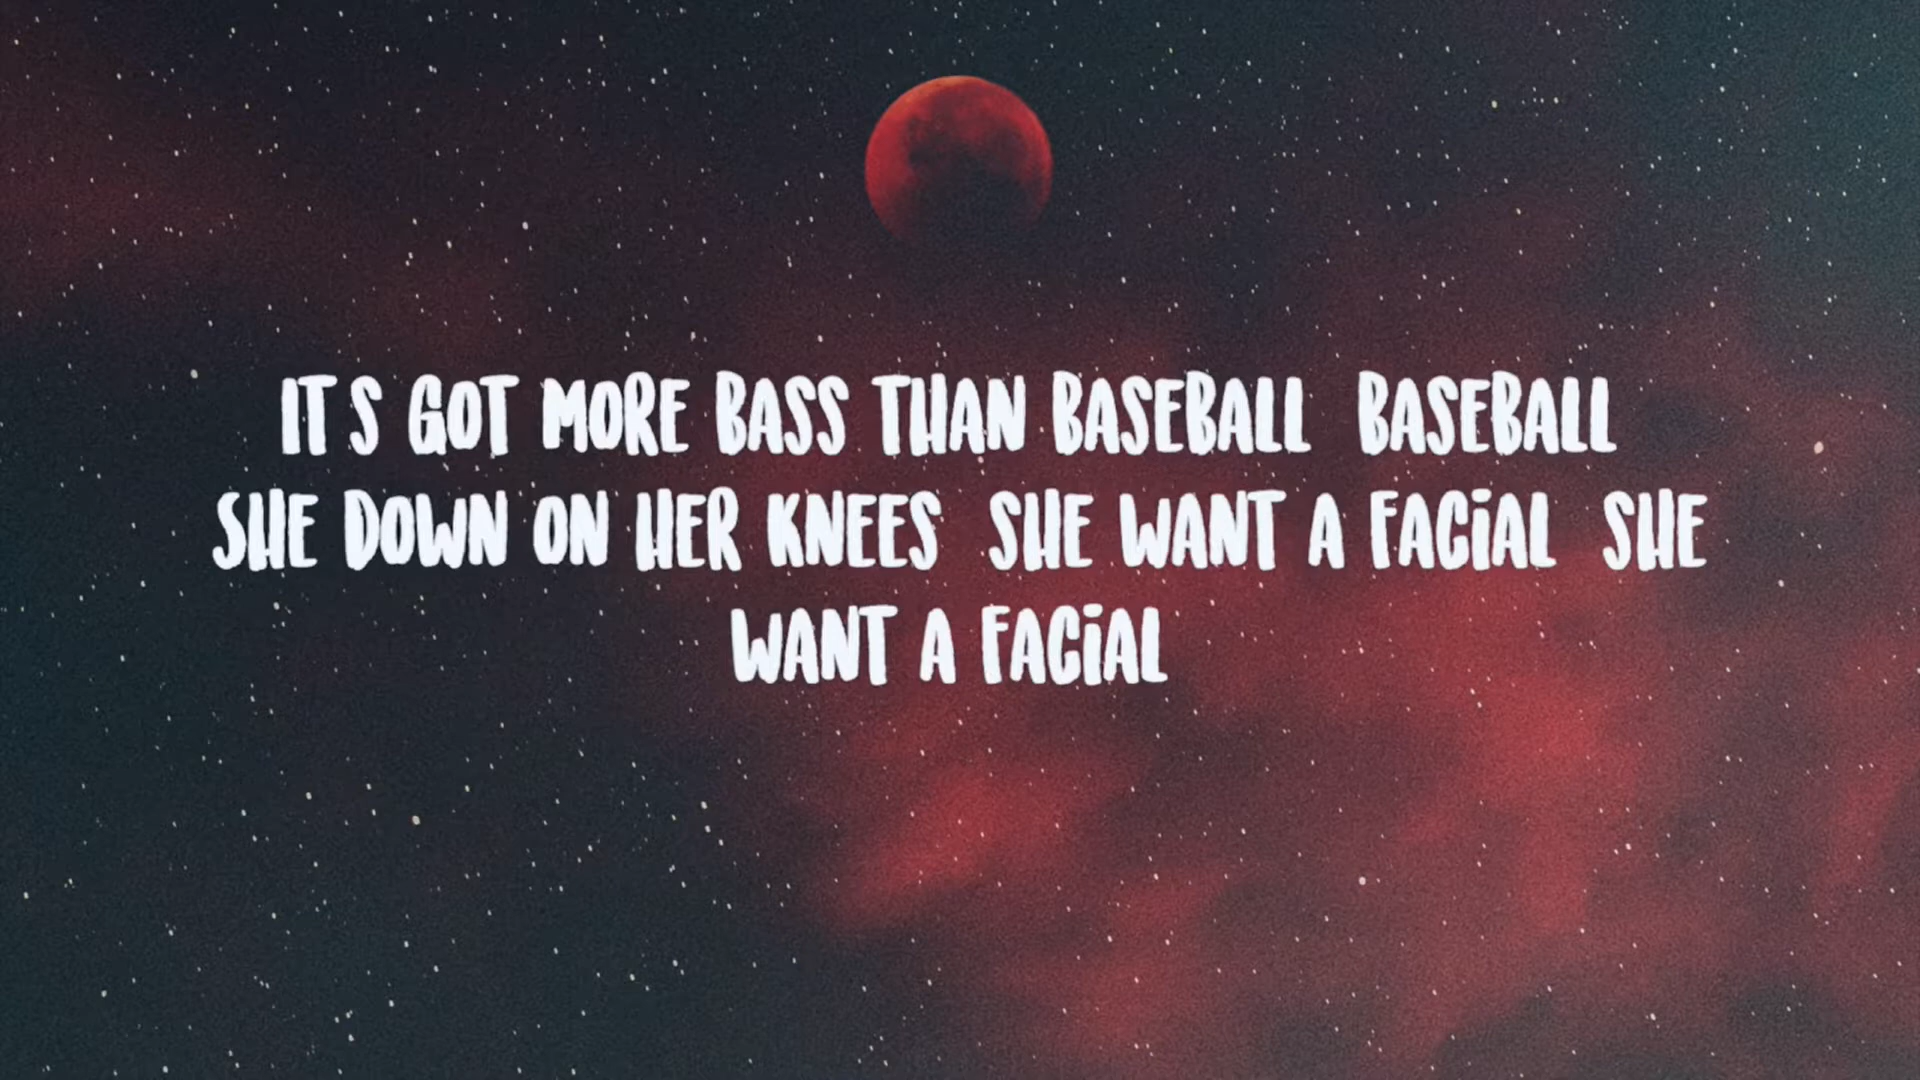 IT S GOT MORE BASS THAN BASEBALL BASEBALL
SHE DOWN ON HER KNEES SHE WANT A FACiAL SHE
WANT A FACiAL